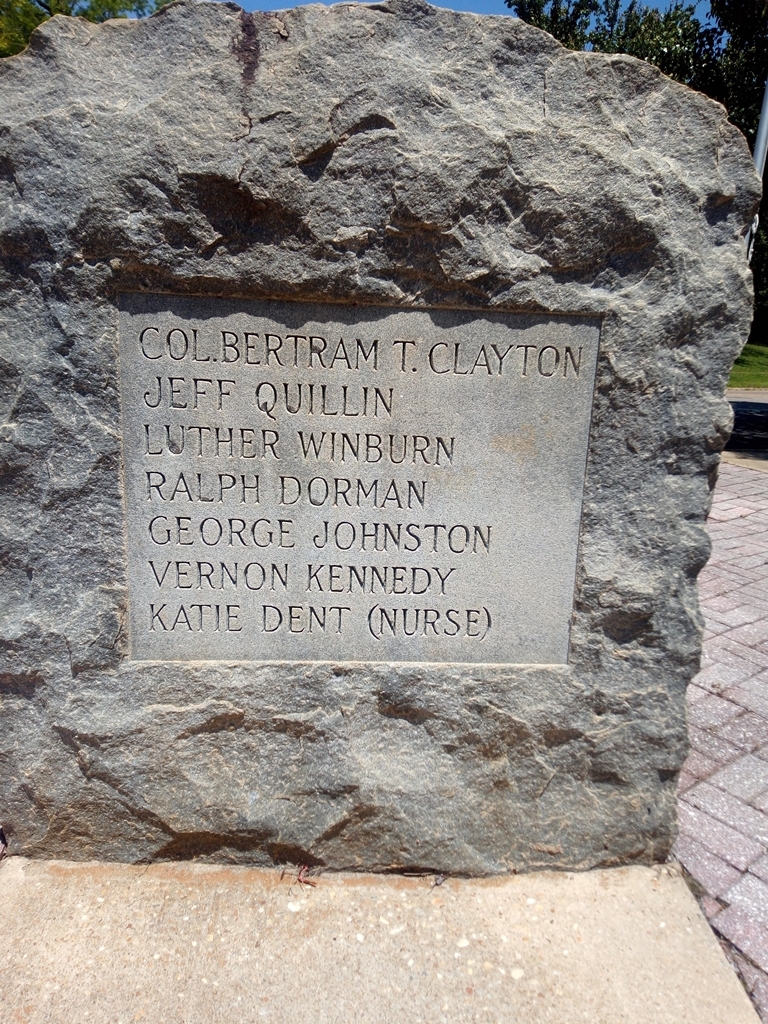 COL.BERTRAM T. CLAYTON
JEFF QUILLIN
LUTHER WINBURN
RALPH DORMAN
GEORGE JOHNSTON
VERNON KENNEDY
KATIE DENT (NURSE)